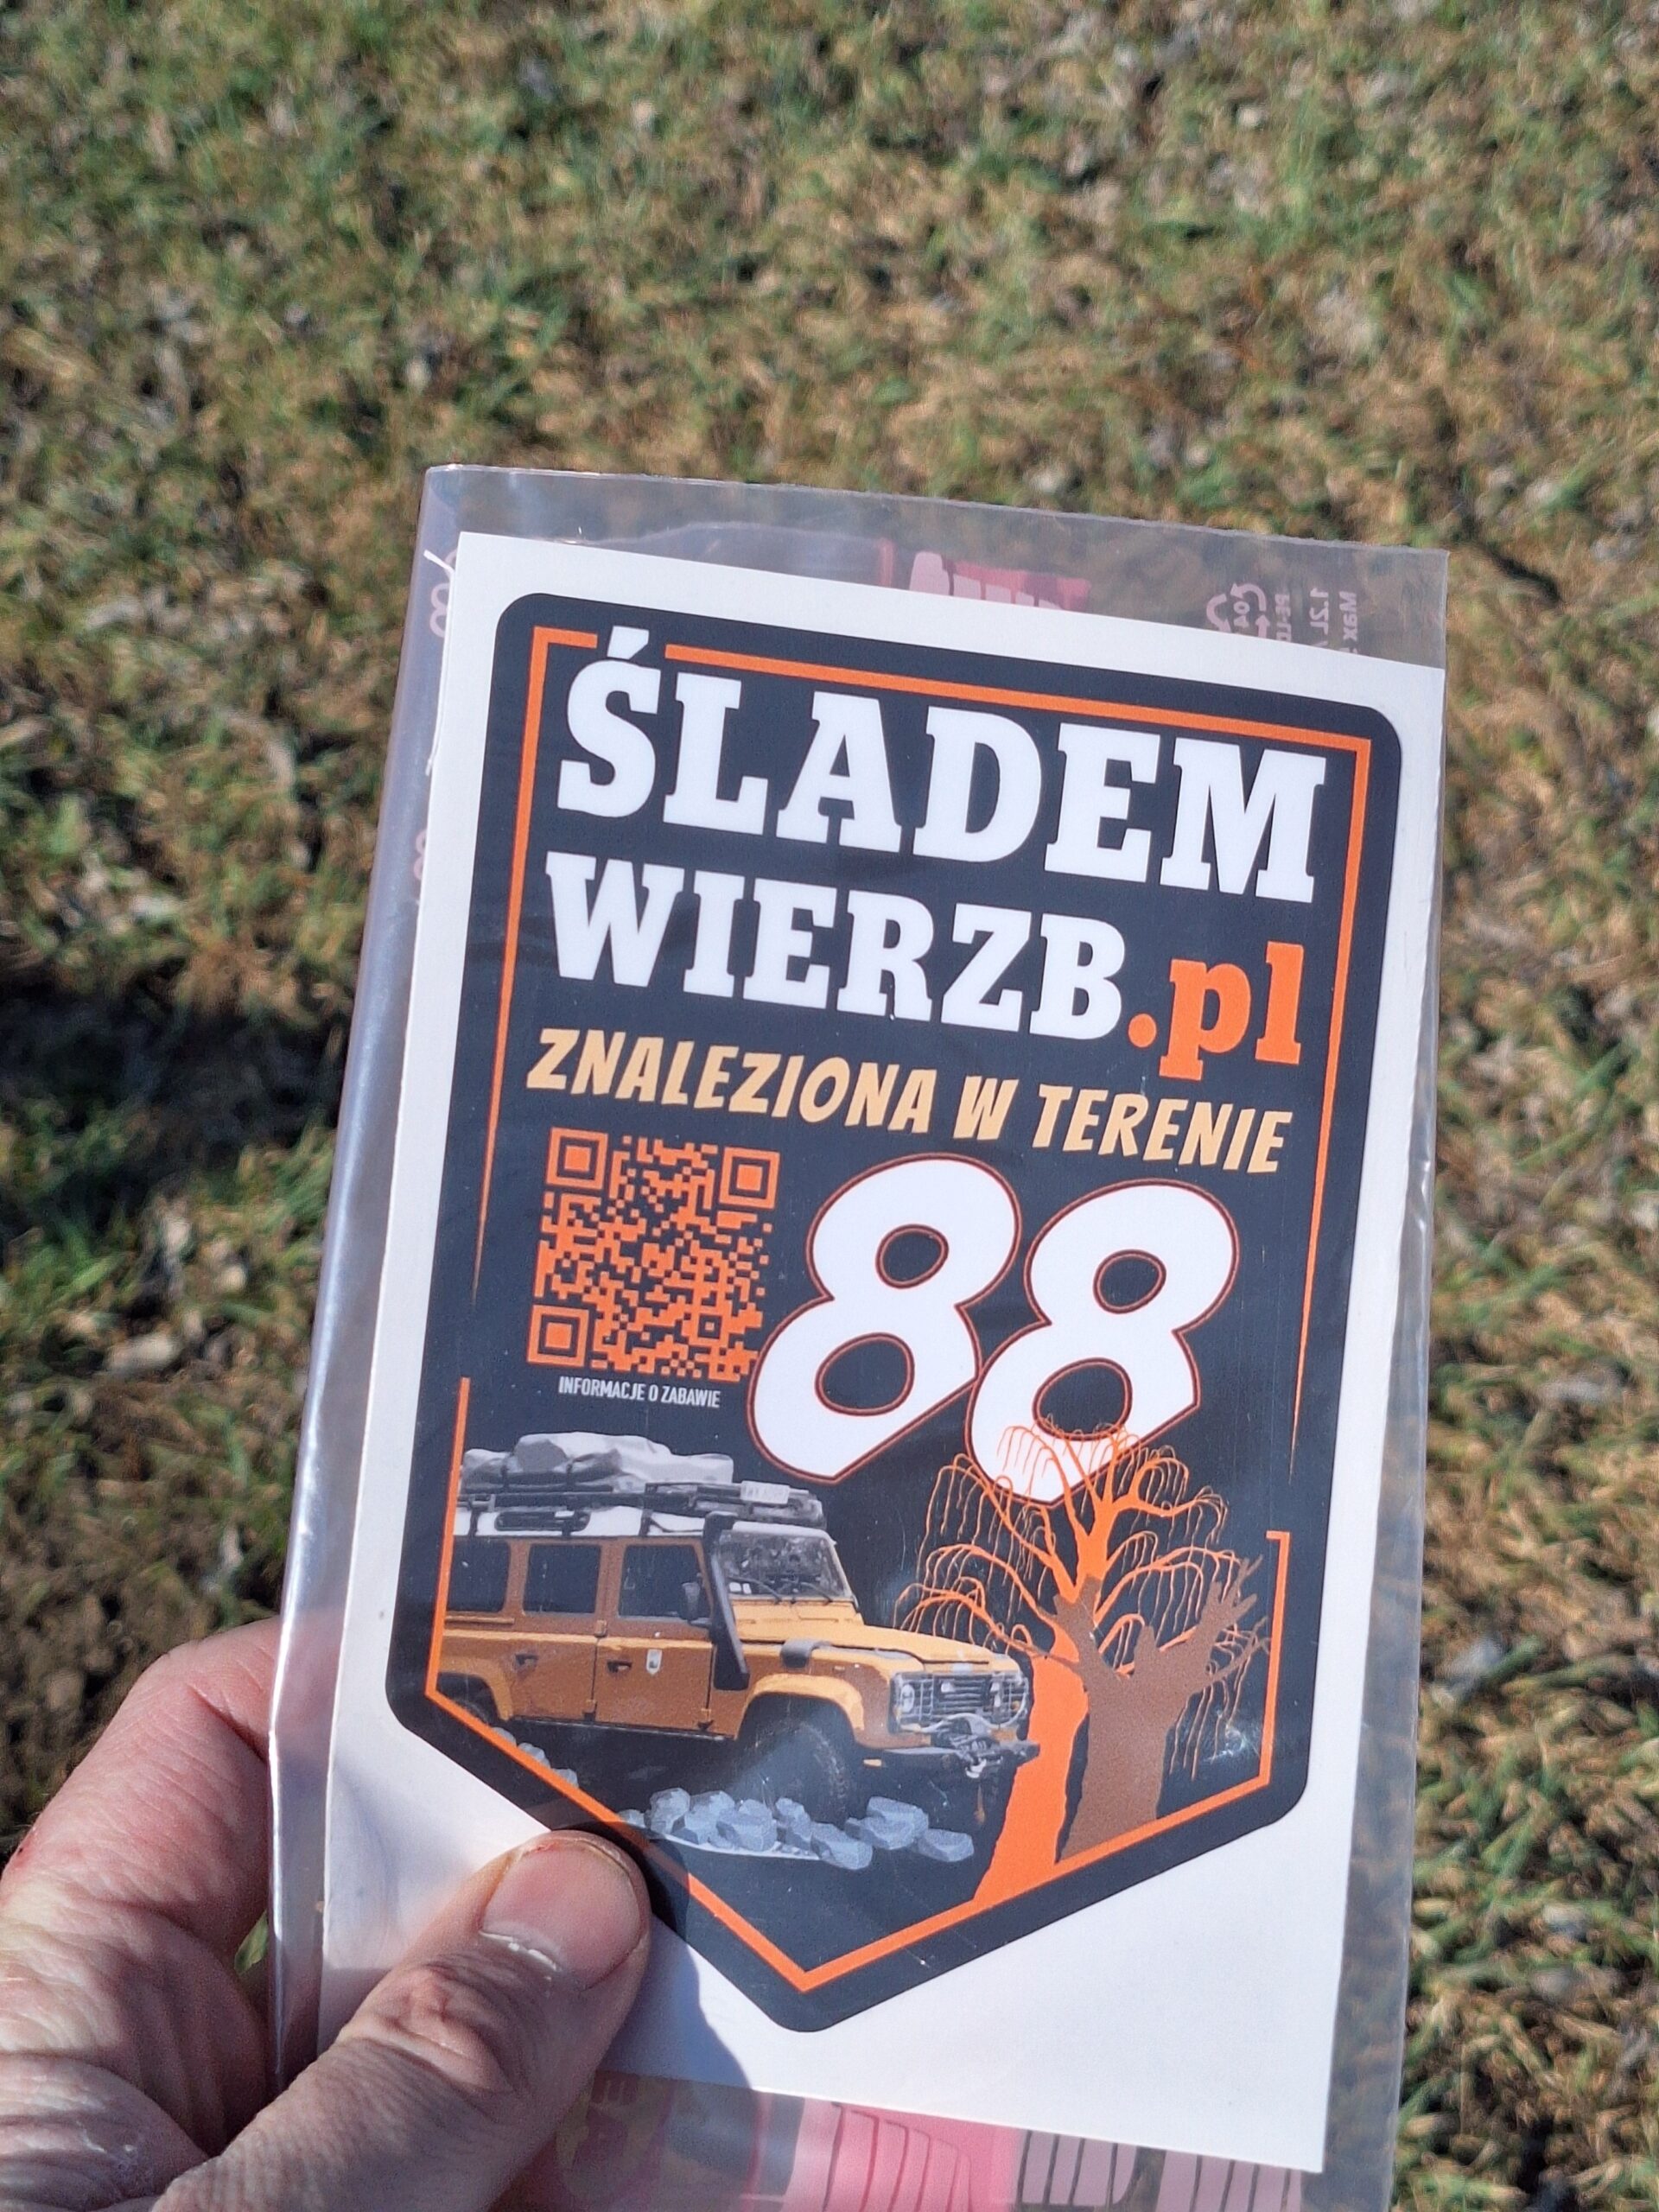 ŚLADEM
WIERZB.pl
ZNALEZIONA W TERENIE
88
INFORMACJE O ZABAWIE